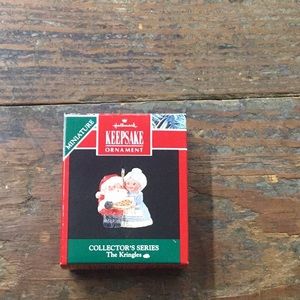 MINIATURE
Hallmark
KEEPSAKE
ORNAMENT
COLLECTOR'S SERIES
The Kringles